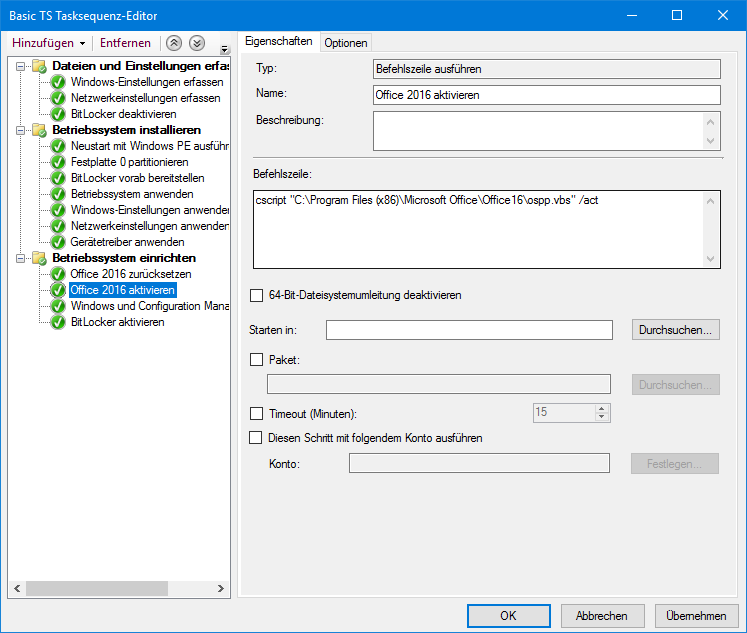 Basic TS Tasksequenz-Editor
Hinzufügen
Entfernen
Dateien und Einstellungen erfas
Windows-Einstellungen erfassen
Netzwerkeinstellungen erfassen
BitLocker deaktivieren
Betriebssystem installieren
Neustart mit Windows PE ausführ
Festplatte 0 partitionieren
BitLocker vorab bereitstellen
Betriebssystem anwenden
Windows-Einstellungen anwenden
Netzwerkeinstellungen anwenden
Gerätetreiber anwenden
Betriebssystem einrichten
Office 2016 zurücksetzen
Office 2016 aktivieren
Windows und Configuration Mana
BitLocker aktivieren
Eigenschaften
Optionen
Typ:
Befehlszeile ausführen
Name:
Office 2016 aktivieren
Beschreibung:
Befehlszeile:
cscript "C:\Program Files (x86)\Microsoft Office\Office16\ospp.vbs" /act
64-Bit-Dateisystemumleitung deaktivieren
Starten in:
Durchsuchen...
Paket:
Durchsuchen...
Timeout (Minuten):
15
Diesen Schritt mit folgendem Konto ausführen
Konto:
Festlegen...
OK
Abbrechen
Übernehmen